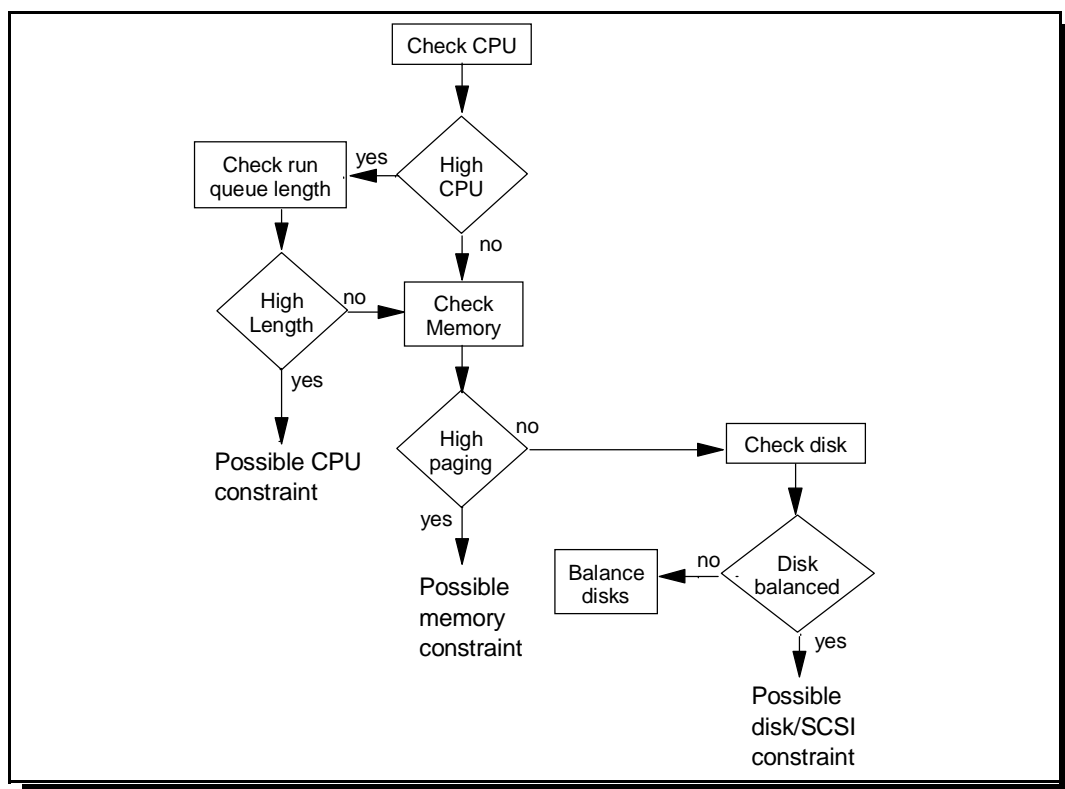 Check CPU
High
CPU
yes
Check run
queue length
no
High
Length
no
Check
Memory
yes
Possible CPU
constraint
High
paging
no
Check disk
yes
Possible
memory
constraint
Disk
balanced
no
Balance
disks
yes
Possible
disk/SCSI
constraint